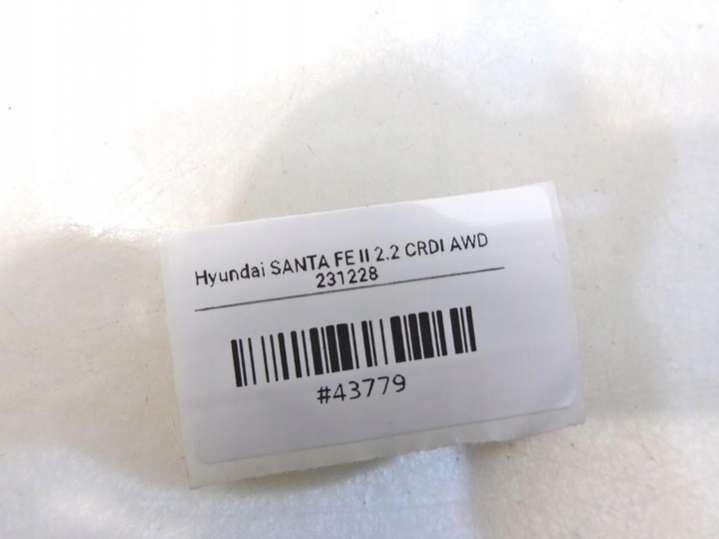 Hyundai SANTA FE II 2.2 CRDI AWD
231228
#43779